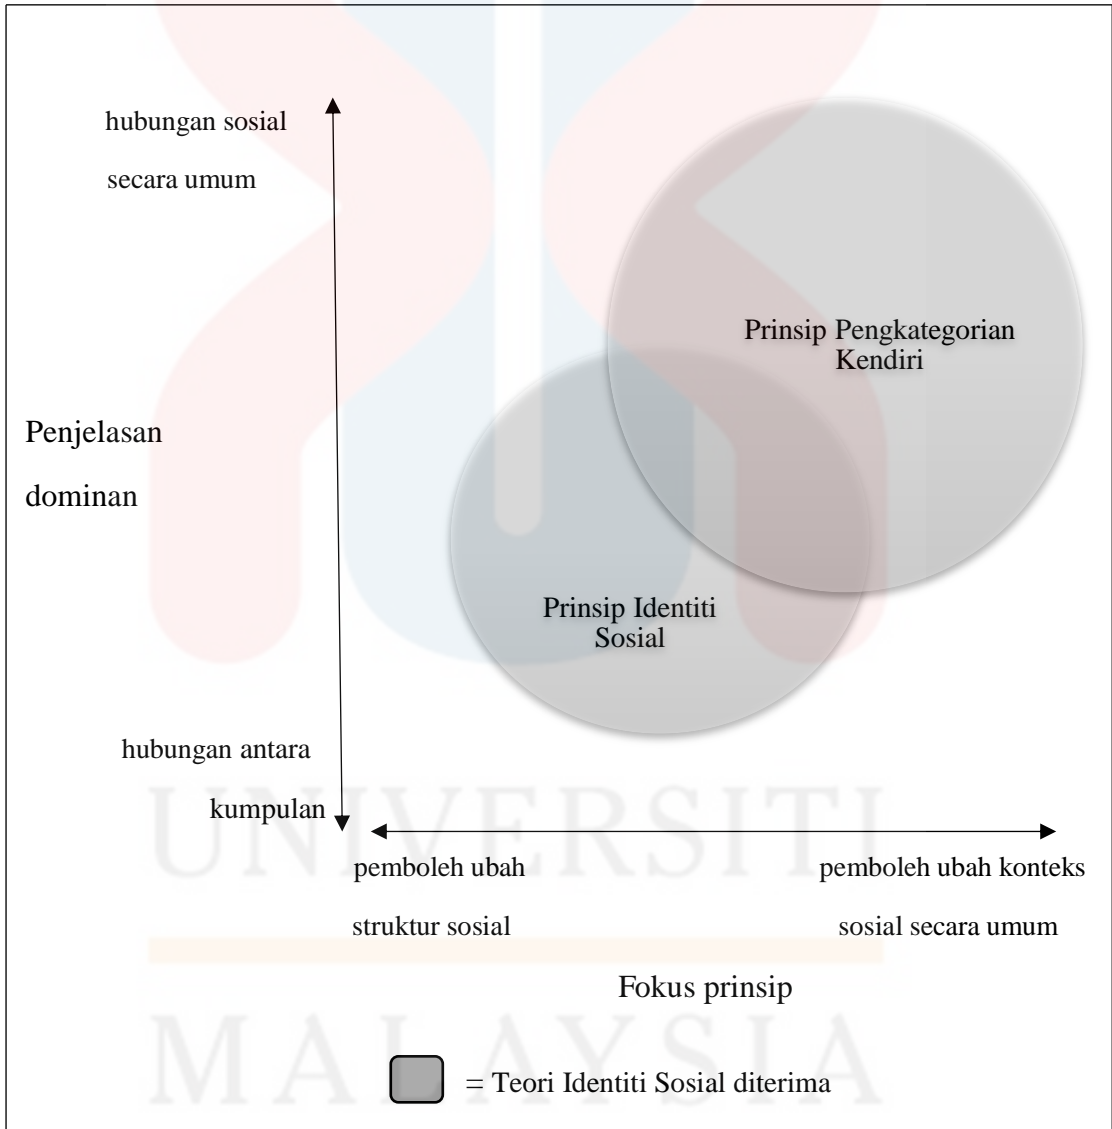 hubungan sosial
secara umum
Prinsip Pengkategorian
Kendiri
Penjelasan
dominan
Prinsip Identiti
Sosial
hubungan antara
kumpulan
UNIVERSITI
pemboleh ubah
struktur sosial
pemboleh ubah konteks
sosial secara umum
Fokus prinsip
MALAYSIA
= Teori Identiti Sosial diterima